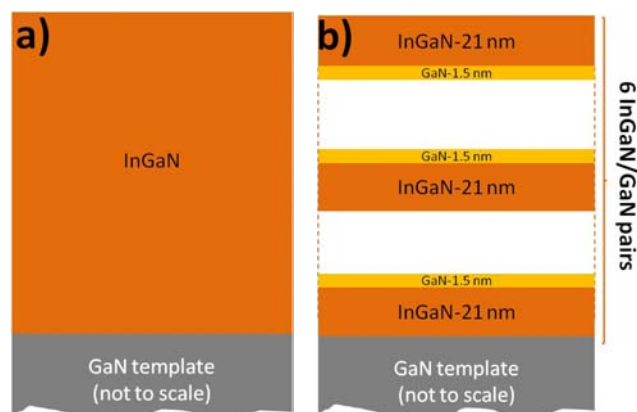 a)
InGaN
GaN template
(not to scale)
b)
InGaN-21 nm
GaN-1.5 nm
GaN-1.5 nm
InGaN-21 nm
GaN-1.5 nm
InGaN-21 nm
GaN template
(not to scale)
6 InGaN/GaN pairs